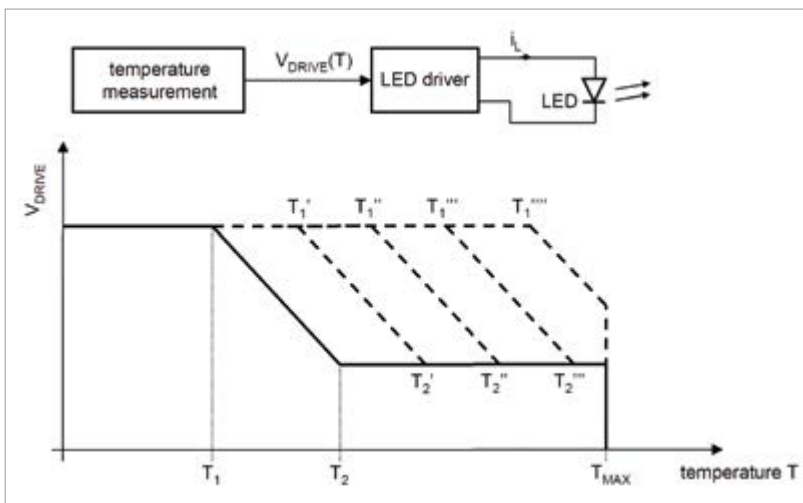 temperature
measurement
V_DRIVE(T)
LED driver
i_L
LED
V_DRIVE
T₁' T₁'' T₁''' T₁''''
T₂' T₂'' T₂'''
T₁ T₂ T_MAX temperature T